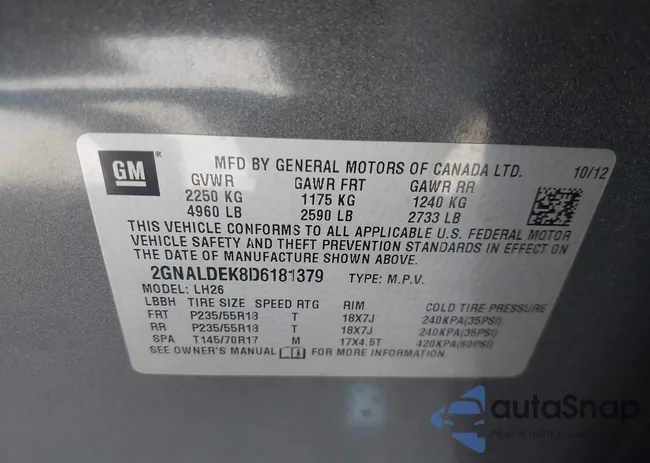 GM ®
MFD BY GENERAL MOTORS OF CANADA LTD. 10/12
GVWR GAWR FRT GAWR RR
2250 KG 1175 KG 1240 KG
4960 LB 2590 LB 2733 LB
THIS VEHICLE CONFORMS TO ALL APPLICABLE U.S. FEDERAL MOTOR
VEHICLE SAFETY AND THEFT PREVENTION STANDARDS IN EFFECT ON
THE DATE OF MANUFACTURE SHOWN ABOVE.
2GNALDEK8D6181379 TYPE: M.P.V.
MODEL: LH26
LBBH TIRE SIZE SPEED RTG RIM COLD TIRE PRESSURE
FRT P235/55R18 T 18X7J 240KPA(35PSI)
RR P235/55R18 T 18X7J 240KPA(35PSI)
SPA T145/70R17 M 17X4.5T 420KPA(60PSI)
SEE OWNER'S MANUAL FOR MORE INFORMATION.
autoSnap